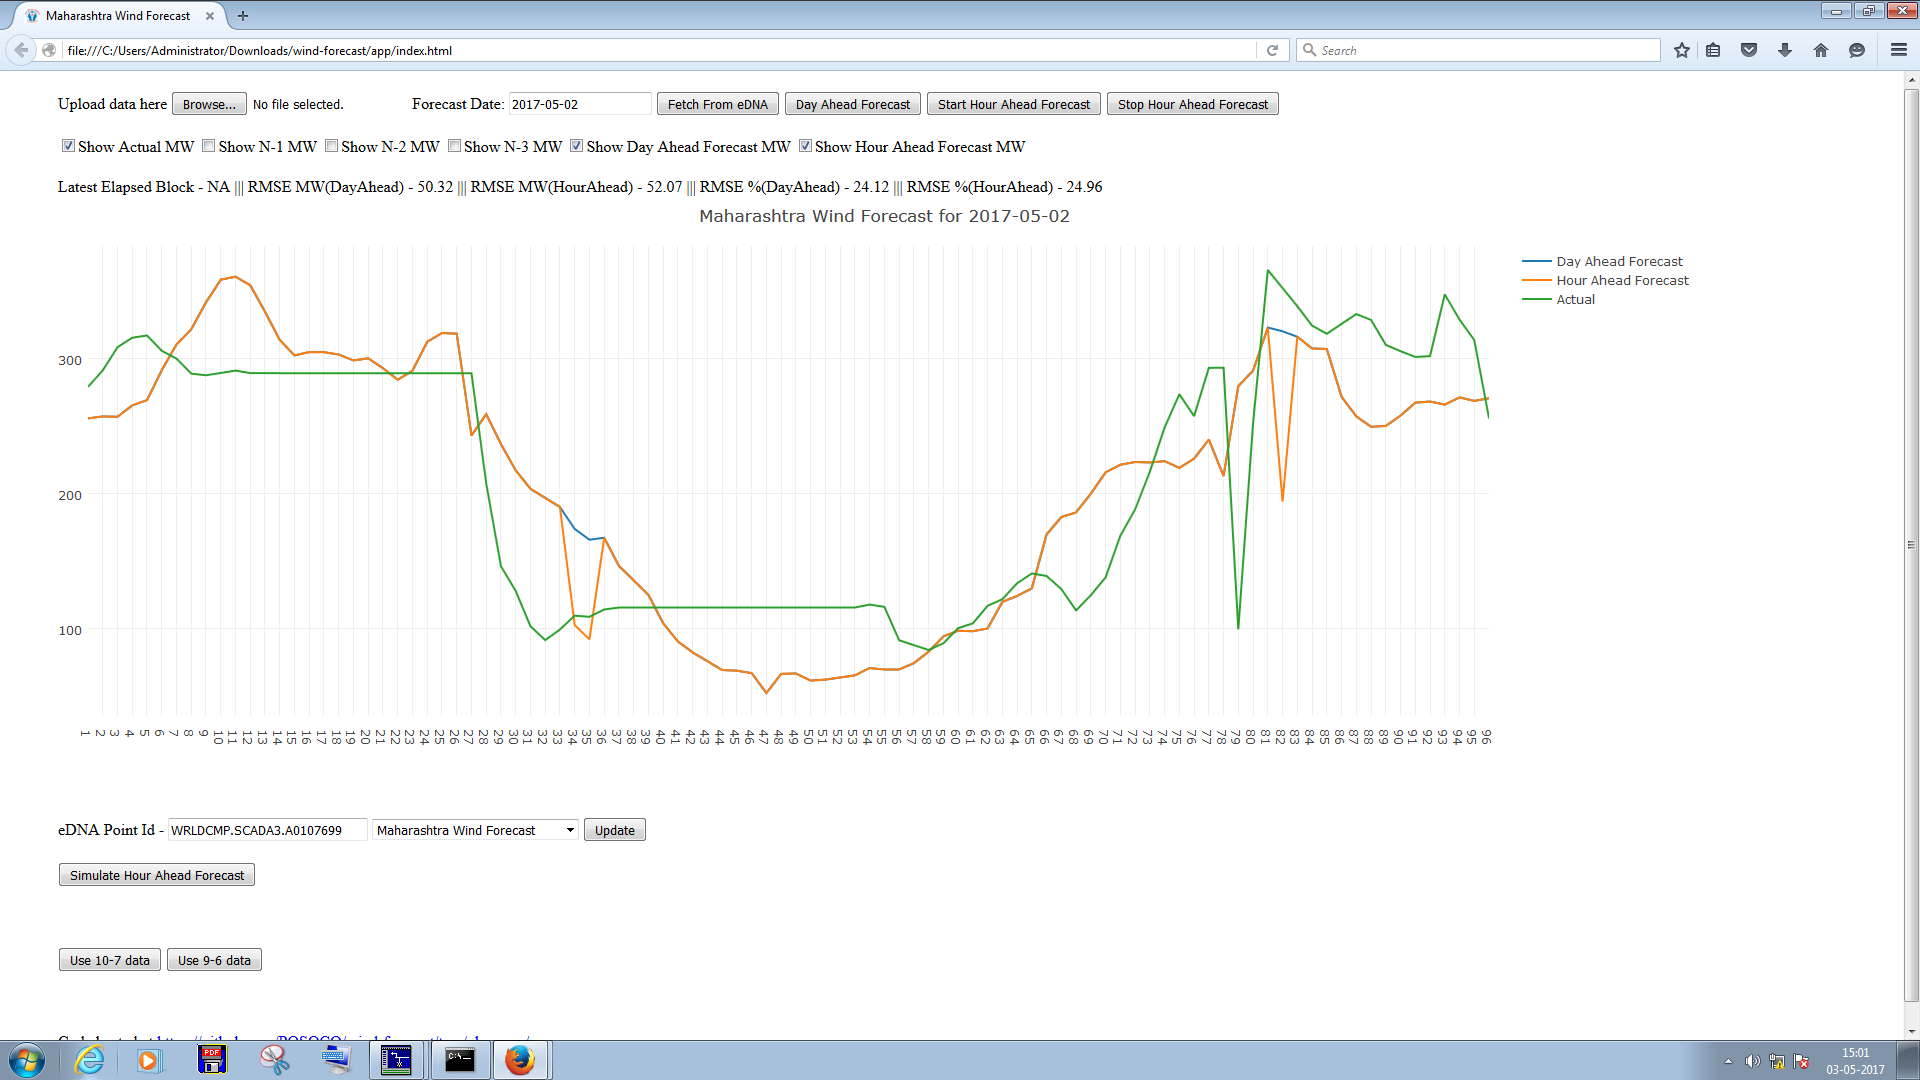 Maharashtra Wind Forecast
file:///C:/Users/Administrator/Downloads/wind-forecast/app/index.html
Search
Upload data here Browse... No file selected. Forecast Date: 2017-05-02 Fetch From eDNA Day Ahead Forecast Start Hour Ahead Forecast Stop Hour Ahead Forecast
Show Actual MW Show N-1 MW Show N-2 MW Show N-3 MW Show Day Ahead Forecast MW Show Hour Ahead Forecast MW
Latest Elapsed Block - NA ||| RMSE MW(DayAhead) - 50.32 ||| RMSE MW(HourAhead) - 52.07 ||| RMSE %(DayAhead) - 24.12 ||| RMSE %(HourAhead) - 24.96
Maharashtra Wind Forecast for 2017-05-02
Day Ahead Forecast
Hour Ahead Forecast
Actual
300
200
100
1 2 3 4 5 6 7 8 9 10 11 12 13 14 15 16 17 18 19 20 21 22 23 24 25 26 27 28 29 30 31 32 33 34 35 36 37 38 39 40 41 42 43 44 45 46 47 48 49 50 51 52 53 54 55 56 57 58 59 60 61 62 63 64 65 66 67 68 69 70 71 72 73 74 75 76 77 78 79 80 81 82 83 84 85 86 87 88 89 90 91 92 93 94 95 96
eDNA Point Id - WRLDCMP.SCADA3.A0107699 Maharashtra Wind Forecast Update
Simulate Hour Ahead Forecast
Use 10-7 data Use 9-6 data
PDF
C:\_
15:01
03-05-2017